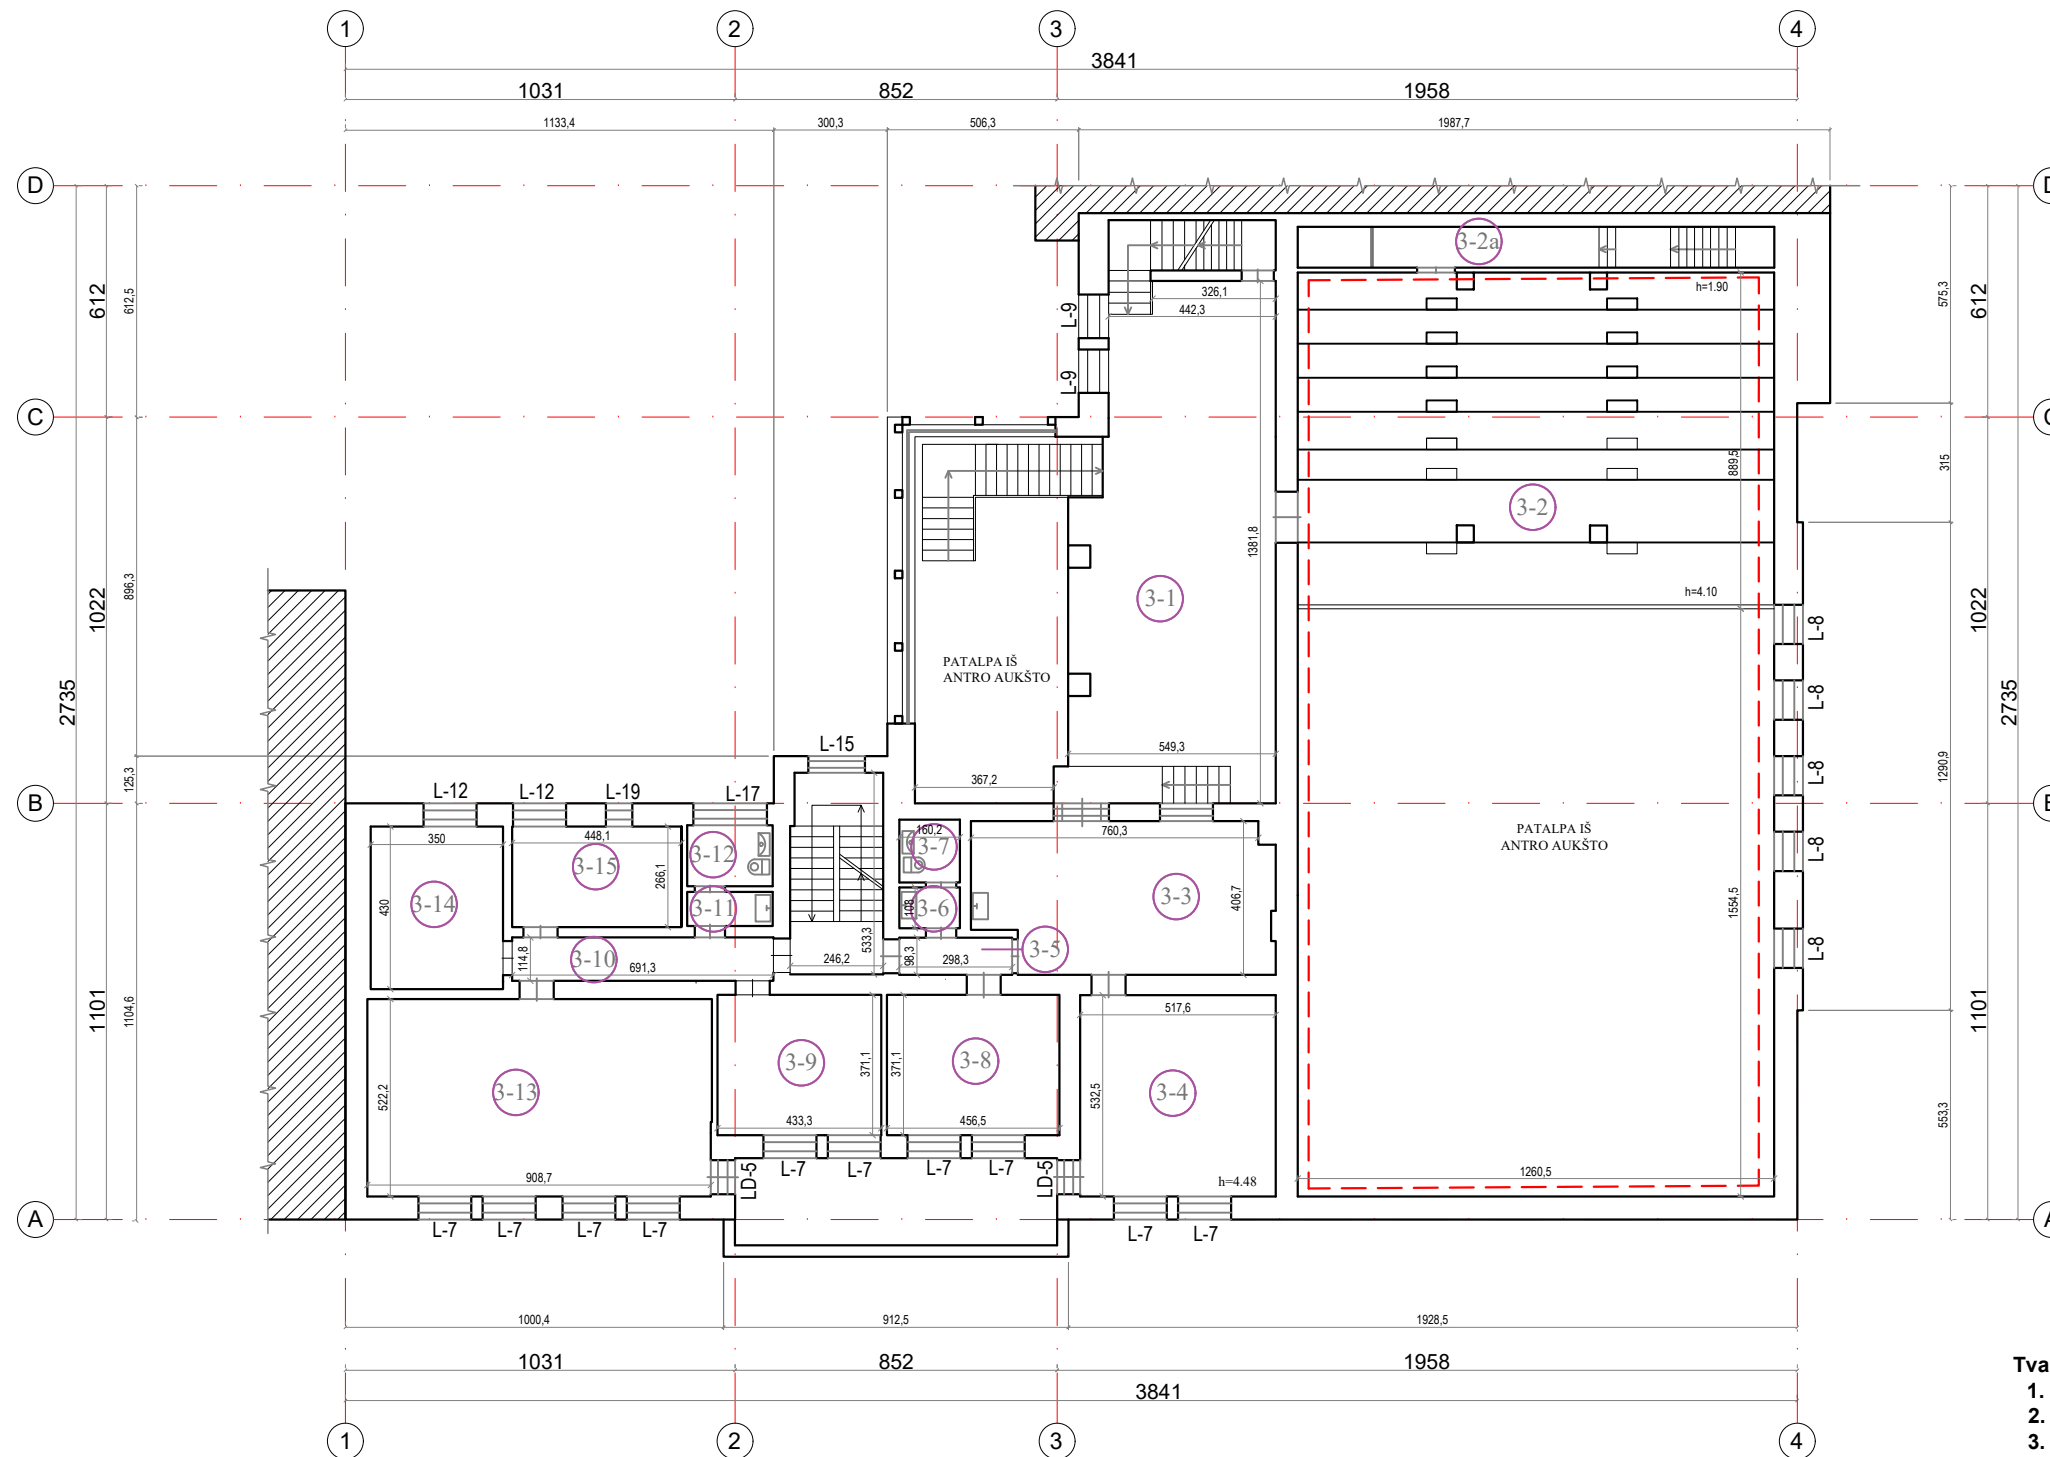 1 2 3 4
3841
1031 852 1958
1133,4 300,3 506,3 1987,7
D
3-2a
h=1.90
326,1
442,3
612 612,5 575,3 612
L-9
L-9
C
889,5 315
3-2
1381,8
h=4.10
3-1
1022 896,3 1022
L-8
PATALPA IŠ
ANTRO AUKŠTO
2735 2735
L-8
L-15 549,3
L-8
367,2
125,3 1290,9
L-12 L-12 L-19 L-17
B
350 448,1 160,2 760,3
PATALPA IŠ
ANTRO AUKŠTO
L-8
3-12 3-7
3-15
266,1
3-14 430 3-11 108 3-6 3-3 406,7
1554,5
533,3
L-8
3-10 114,8 691,3 246,2 98,3 298,3 3-5
1101 1104,6 1101
517,6
3-9 371,1 371,1 3-8
3-13 522,2 532,5 3-4
553,3
433,3 456,5
L-7 L-7 L-7 L-7
908,7 LD-5 LD-5 h=4.48 1260,5
A
L-7 L-7 L-7 L-7 L-7 L-7
1000,4 912,5 1928,5
1031 852 1958
3841
1 2 3 4
Tva
1.
2.
3.